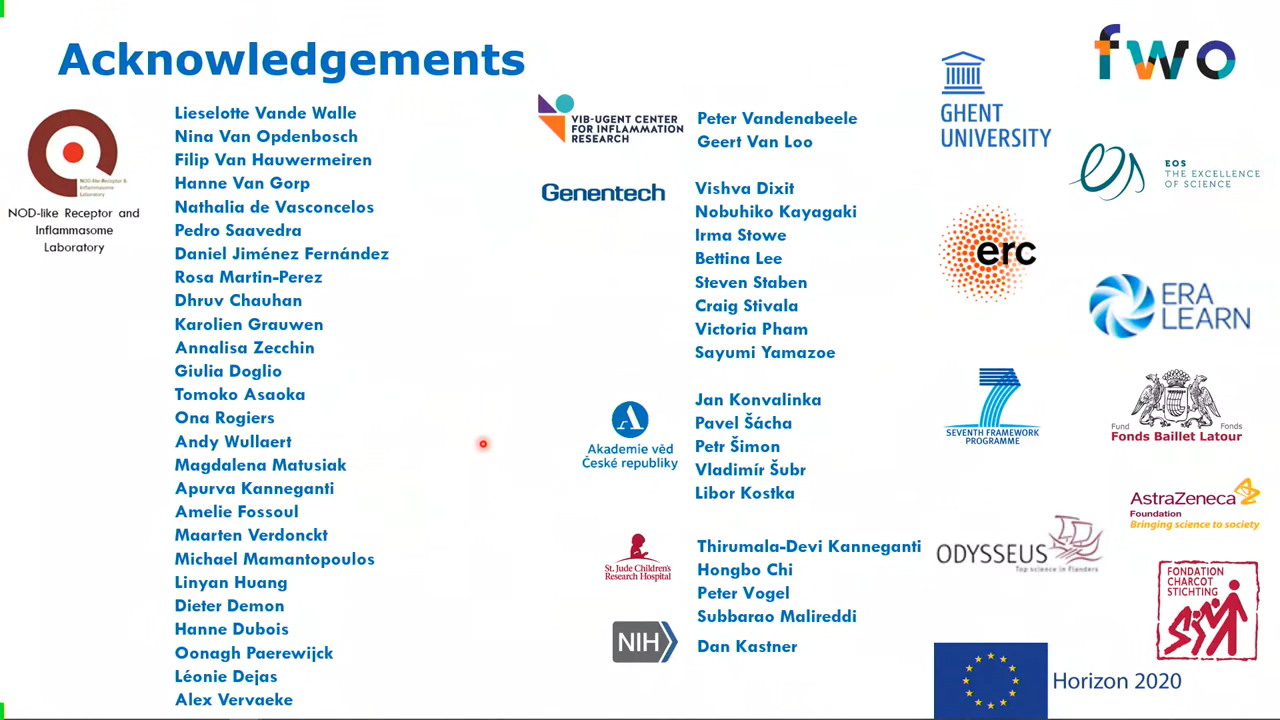 Acknowledgements
NOD-like Receptor &
Inflammasome
Laboratory
NOD-like Receptor and
Inflammasome
Laboratory
Lieselotte Vande Walle
Nina Van Opdenbosch
Filip Van Hauwermeiren
Hanne Van Gorp
Nathalia de Vasconcelos
Pedro Saavedra
Daniel Jiménez Fernández
Rosa Martin-Perez
Dhruv Chauhan
Karolien Grauwen
Annalisa Zecchin
Giulia Doglio
Tomoko Asaoka
Ona Rogiers
Andy Wullaert
Magdalena Matusiak
Apurva Kanneganti
Amelie Fossoul
Maarten Verdonckt
Michael Mamantopoulos
Linyan Huang
Dieter Demon
Hanne Dubois
Oonagh Paerewijck
Léonie Dejas
Alex Vervaeke
VIB-UGENT CENTER
FOR INFLAMMATION
RESEARCH
Peter Vandenabeele
Geert Van Loo
Genentech
Vishva Dixit
Nobuhiko Kayagaki
Irma Stowe
Bettina Lee
Steven Staben
Craig Stivala
Victoria Pham
Sayumi Yamazoe
Akademie věd
České republiky
Jan Konvalinka
Pavel Šácha
Petr Šimon
Vladimír Šubr
Libor Kostka
St. Jude Children's
Research Hospital
Thirumala-Devi Kanneganti
Hongbo Chi
Peter Vogel
Subbarao Malireddi
NIH
Dan Kastner
fwo
GHENT
UNIVERSITY
EOS
THE EXCELLENCE
OF SCIENCE
erc
ERA
LEARN
7
SEVENTH FRAMEWORK
PROGRAMME
Fund Fonds
Fonds Baillet Latour
AstraZeneca
Foundation
Bringing science to society
ODYSSEUS
Top science in Flanders
FONDATION
CHARCOT
STICHTING
Horizon 2020